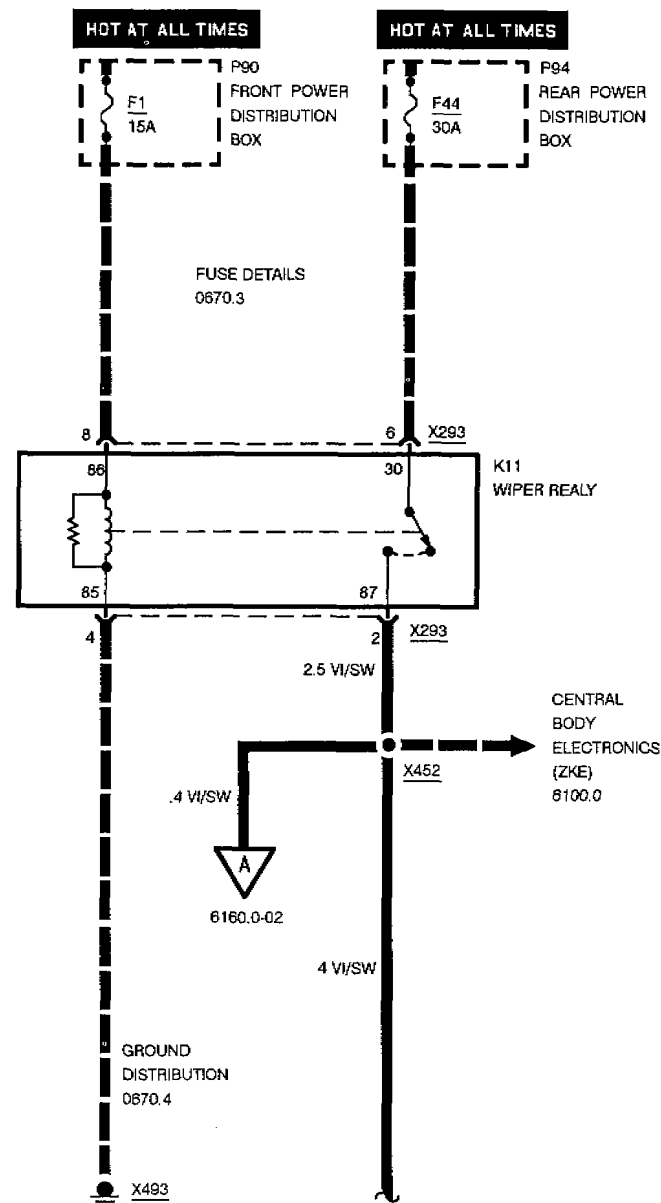 HOT AT ALL TIMES
HOT AT ALL TIMES
P90
FRONT POWER
DISTRIBUTION
BOX
F1
15A
P94
REAR POWER
DISTRIBUTION
BOX
F44
30A
FUSE DETAILS
0670.3
8
6
X293
86
30
K11
WIPER REALY
85
87
4
2
X293
2.5 VI/SW
CENTRAL
BODY
ELECTRONICS
(ZKE)
6100.0
X452
.4 VI/SW
A
6160.0-02
4 VI/SW
GROUND
DISTRIBUTION
0670.4
X493